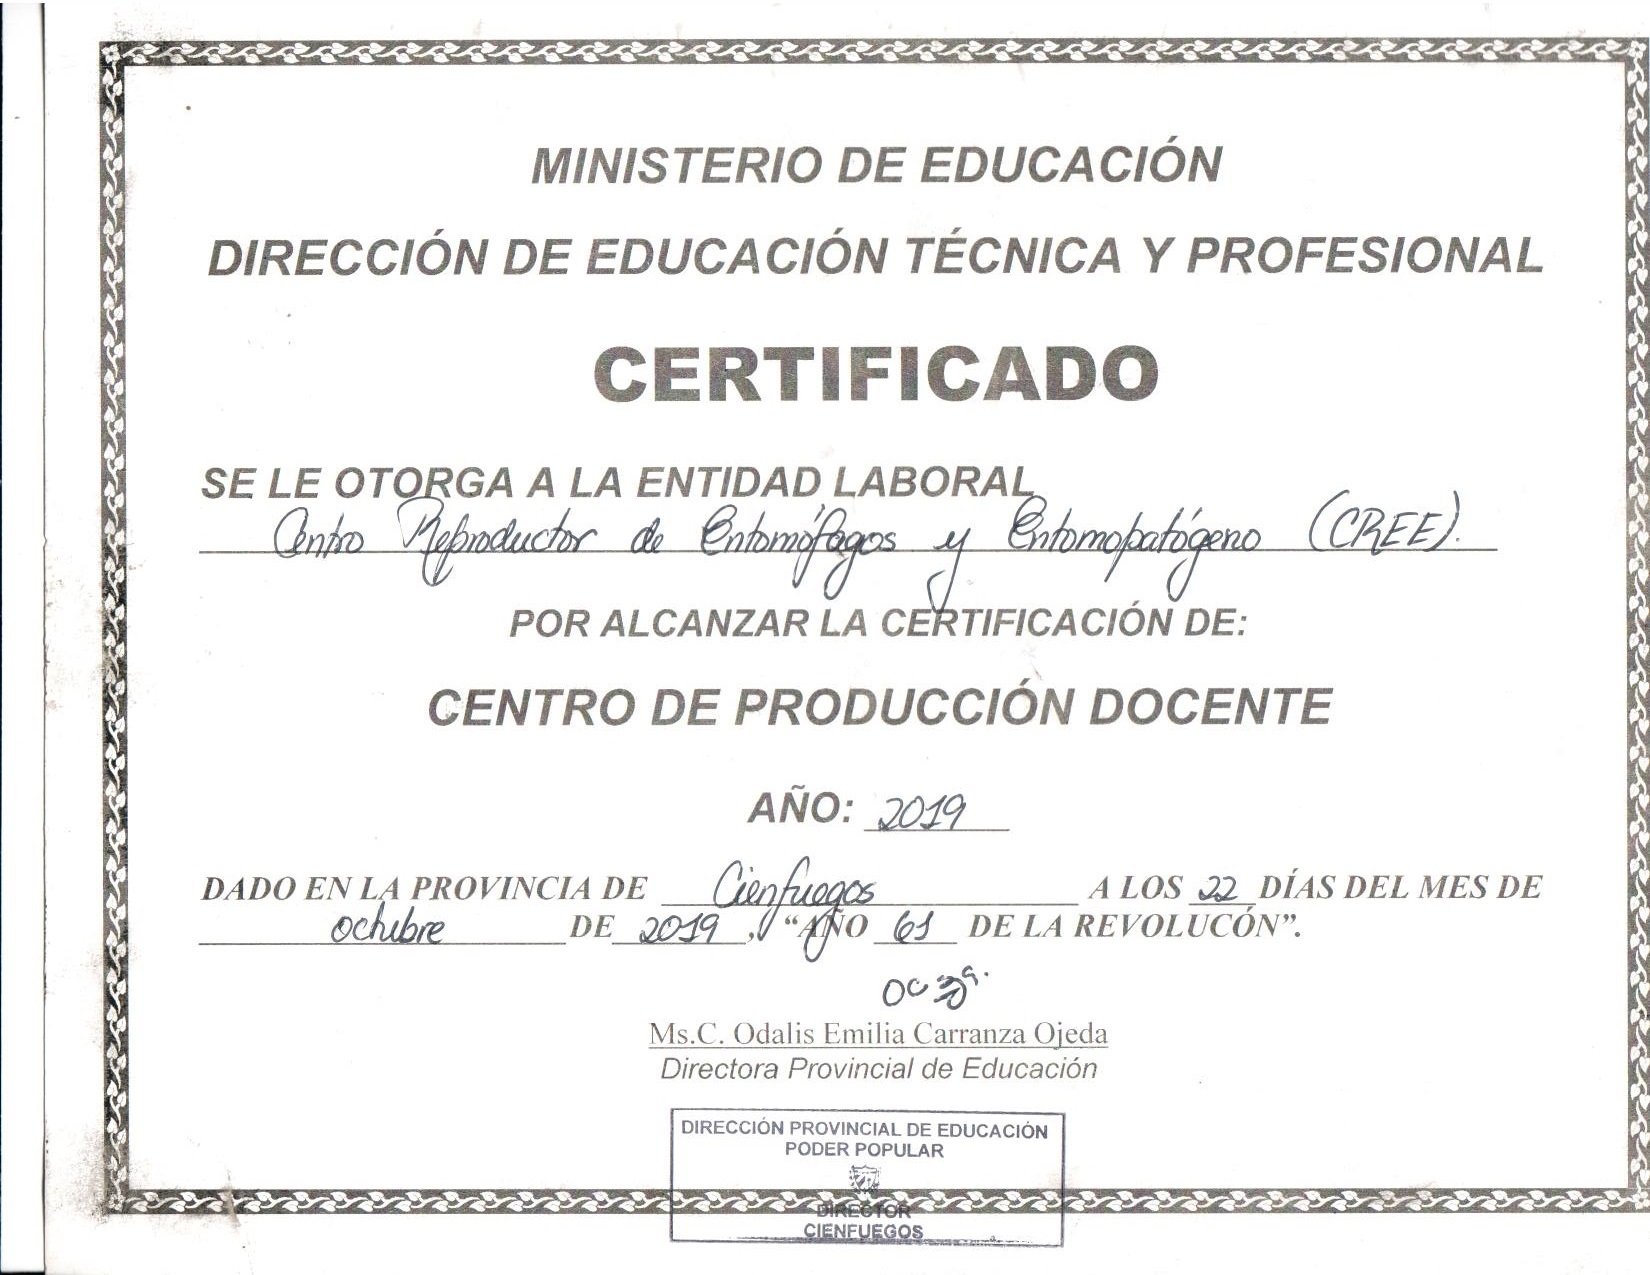 MINISTERIO DE EDUCACIÓN
DIRECCIÓN DE EDUCACIÓN TÉCNICA Y PROFESIONAL
CERTIFICADO
SE LE OTORGA A LA ENTIDAD LABORAL
Centro Reproductor de Entomófagos y Entomopatógeno (CREE).
POR ALCANZAR LA CERTIFICACIÓN DE:
CENTRO DE PRODUCCIÓN DOCENTE
AÑO: 2019
DADO EN LA PROVINCIA DE Cienfuegos A LOS 22 DÍAS DEL MES DE
octubre DE 2019, "AÑO 61 DE LA REVOLUCÓN".
Ms.C. Odalis Emilia Carranza Ojeda
Directora Provincial de Educación
DIRECCIÓN PROVINCIAL DE EDUCACIÓN
PODER POPULAR
DIRECTOR
CIENFUEGOS